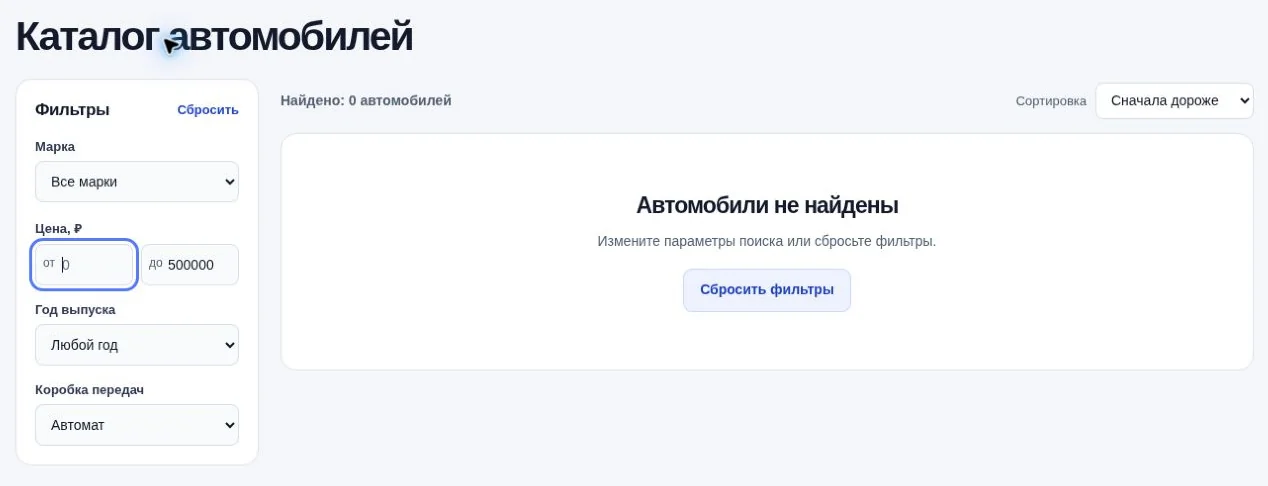 Каталог автомобилей
Фильтры
Сбросить
Марка
Все марки
Цена, ₽
от 0
до 500000
Год выпуска
Любой год
Коробка передач
Автомат
Найдено: 0 автомобилей
Сортировка
Сначала дороже
Автомобили не найдены
Измените параметры поиска или сбросьте фильтры.
Сбросить фильтры